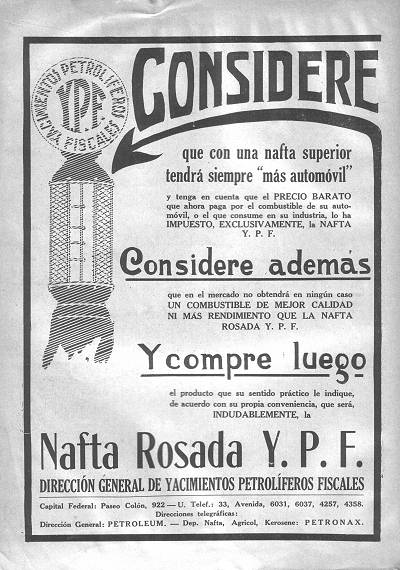 YACIMIENTOS PETROLÍFEROS FISCALES
Y.P.F.
CONSIDERE
que con una nafta superior
tendrá siempre "más automóvil"
y tenga en cuenta que el PRECIO BARATO
que ahora paga por el combustible de su auto-
móvil, o el que consume en su industria, lo ha
IMPUESTO, EXCLUSIVAMENTE, la NAFTA
Y. P. F.
Considere además
que en el mercado no obtendrá en ningún caso
UN COMBUSTIBLE DE MEJOR CALIDAD
NI MÁS RENDIMIENTO QUE LA NAFTA
ROSADA Y. P. F.
Y compre luego
el producto que su sentido práctico le indique,
de acuerdo con su propia conveniencia, que será,
INDUDABLEMENTE, la
Nafta Rosada Y. P. F.
DIRECCIÓN GENERAL DE YACIMIENTOS PETROLÍFEROS FISCALES
Capital Federal: Paseo Colón, 922 — U. Telef.: 33, Avenida, 6031, 6037, 4257, 4358.
Direcciones telegráficas:
Dirección General: PETROLEUM. — Dep. Nafta, Agricol, Kerosene: PETRONAX.